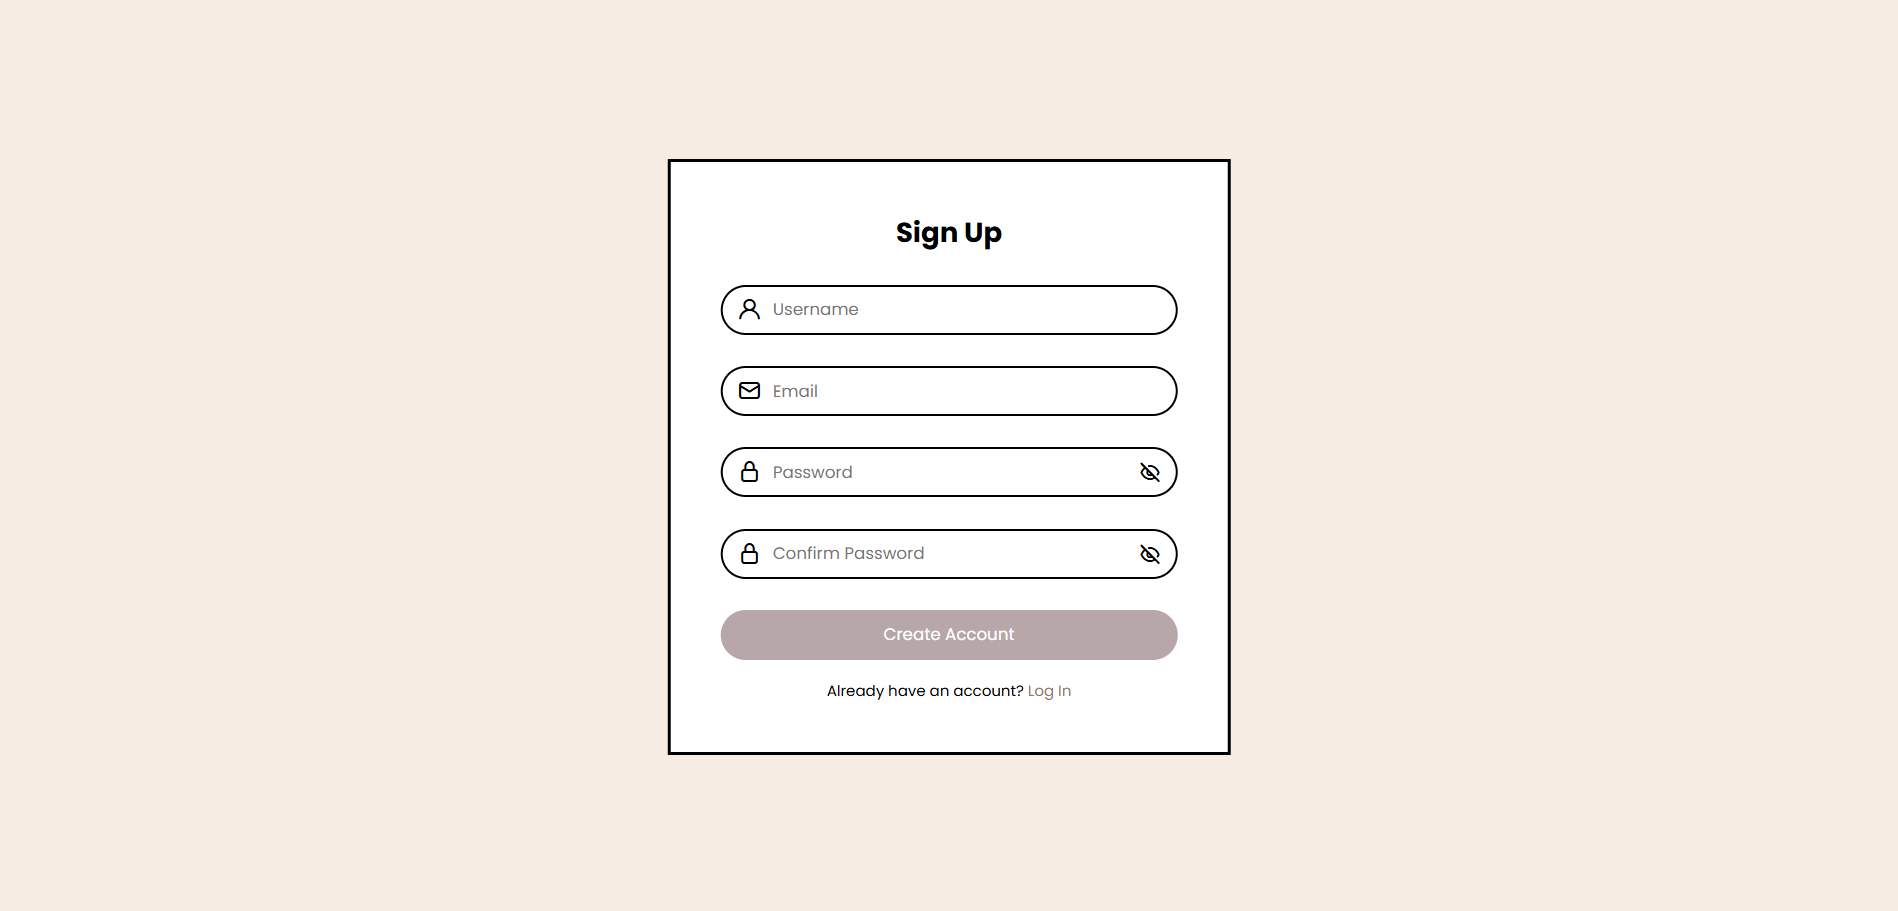 Sign Up
Username
Email
Password
Confirm Password
Create Account
Already have an account? Log In